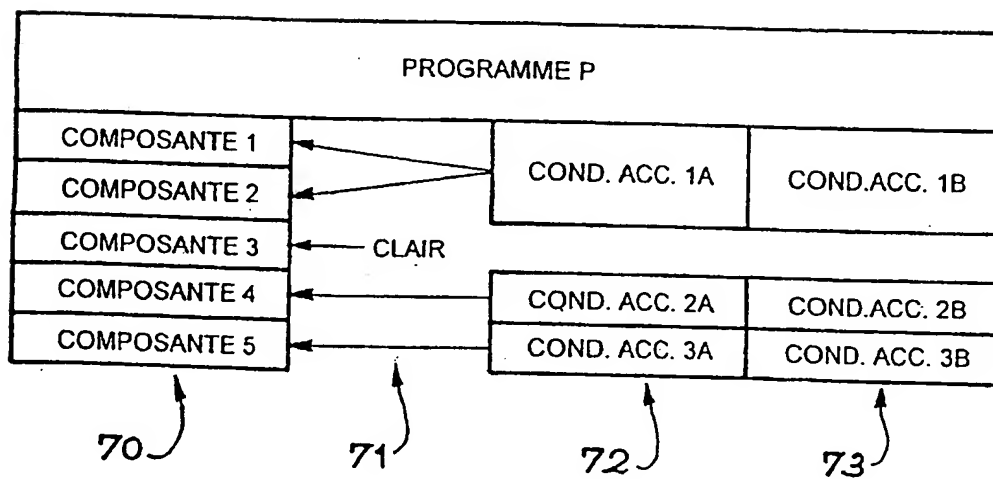 PROGRAMME P
COMPOSANTE 1
COMPOSANTE 2
COMPOSANTE 3
COMPOSANTE 4
COMPOSANTE 5
CLAIR
COND. ACC. 1A
COND.ACC. 1B
COND. ACC. 2A
COND.ACC. 2B
COND. ACC. 3A
COND. ACC. 3B
70
71
72
73